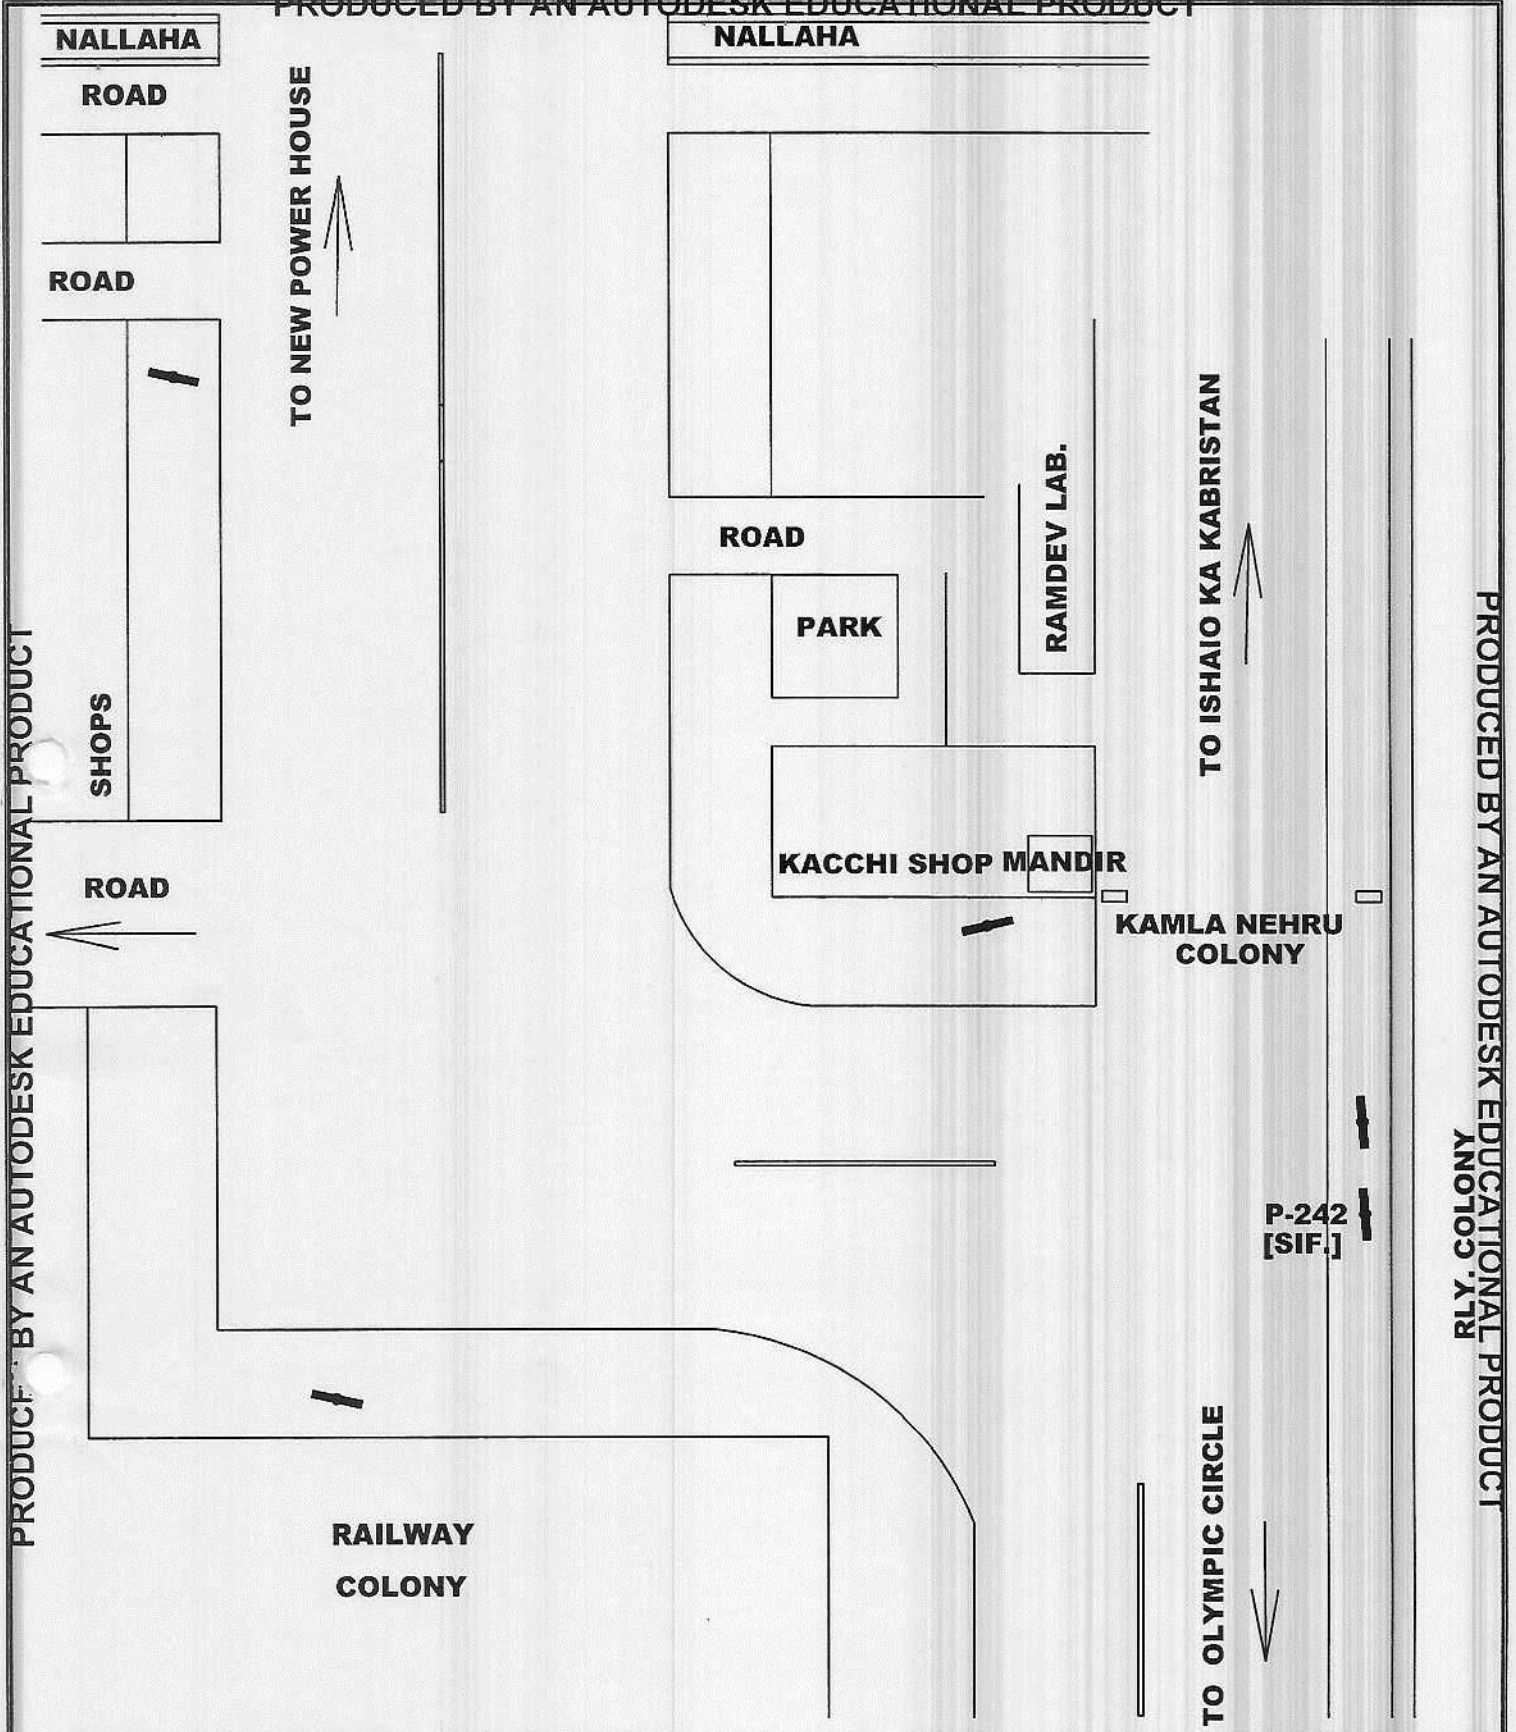 PRODUCED BY AN AUTODESK EDUCATIONAL PRODUCT
NALLAHA
NALLAHA
ROAD
TO NEW POWER HOUSE
ROAD
SHOPS
ROAD
ROAD
PARK
RAMDEV LAB.
TO ISHAIO KA KABRISTAN
KACCHI SHOP
MANDIR
KAMLA NEHRU
COLONY
P-242
[SIF.]
RLY. COLONY
TO OLYMPIC CIRCLE
RAILWAY
COLONY
PRODUCED BY AN AUTODESK EDUCATIONAL PRODUCT
PRODUCE BY AN AUTODESK EDUCATIONAL PRODUCT